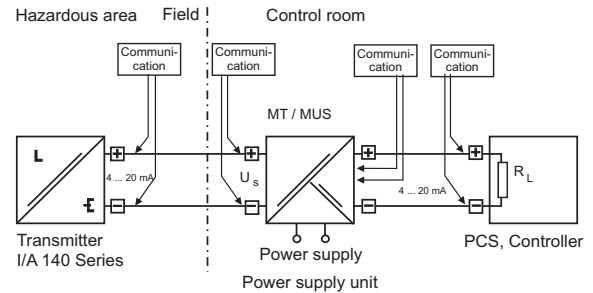 Hazardous area
Field
Control room
Communi-
cation
Communi-
cation
Communi-
cation
Communi-
cation
MT / MUS
L
+
+
+
+
4 ... 20 mA
U s
4 ... 20 mA
R L
E
−
−
−
−
Transmitter
I/A 140 Series
Power supply
PCS, Controller
Power supply unit